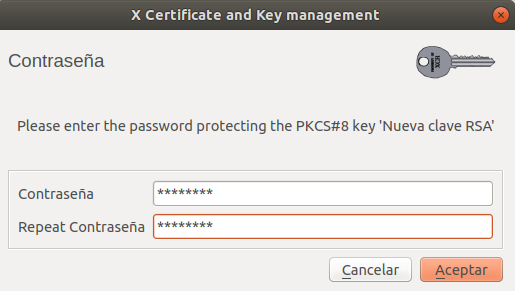 X Certificate and Key management
Contraseña
Please enter the password protecting the PKCS#8 key 'Nueva clave RSA'
Contraseña ********
Repeat Contraseña ********
Cancelar Aceptar